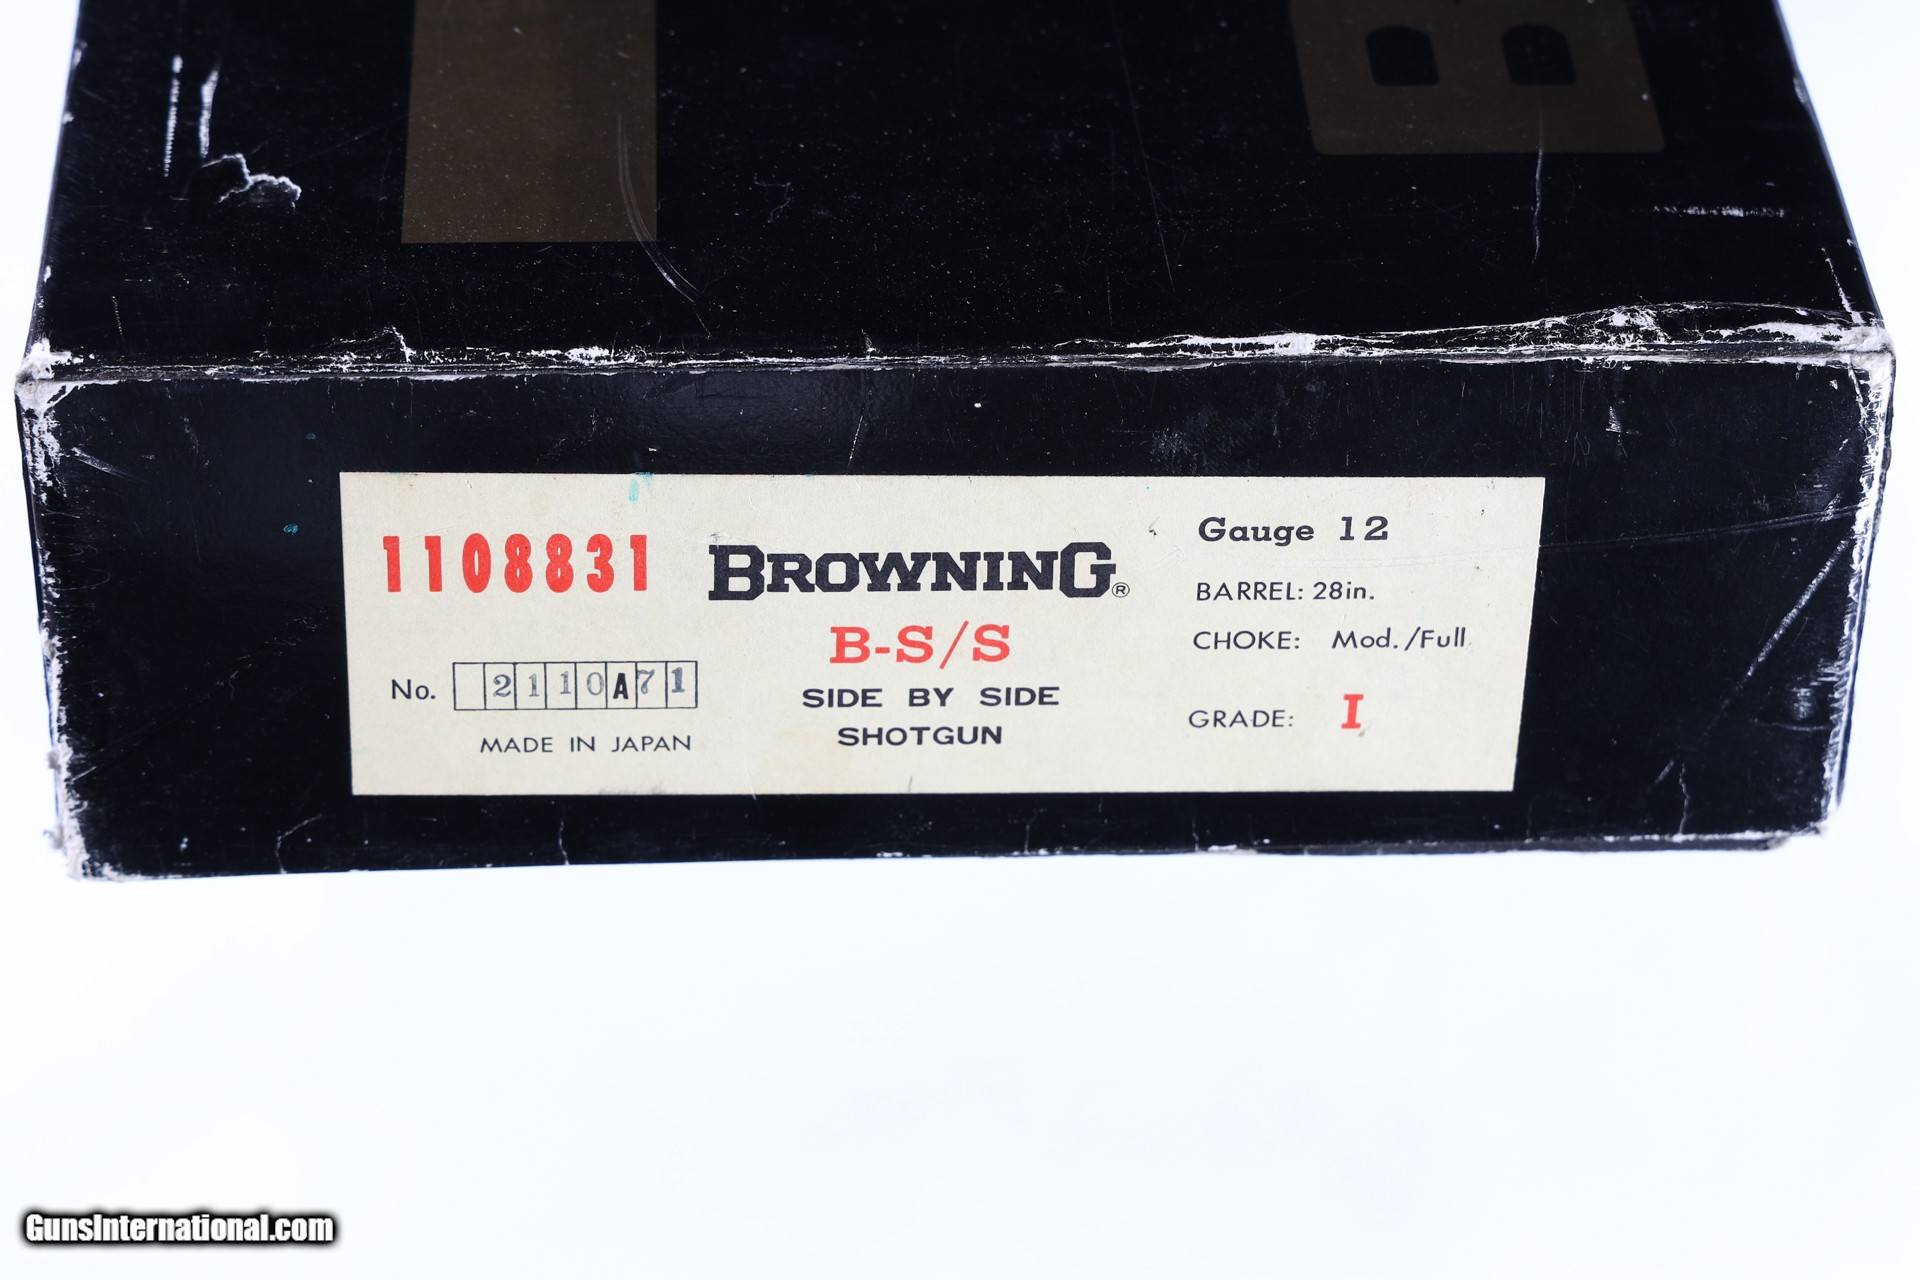 B
1108831
BROWNING®
B-S/S
SIDE BY SIDE
SHOTGUN
No. 2110A71
MADE IN JAPAN
Gauge 12
BARREL: 28in.
CHOKE: Mod./Full
GRADE: I
GunsInternational.com